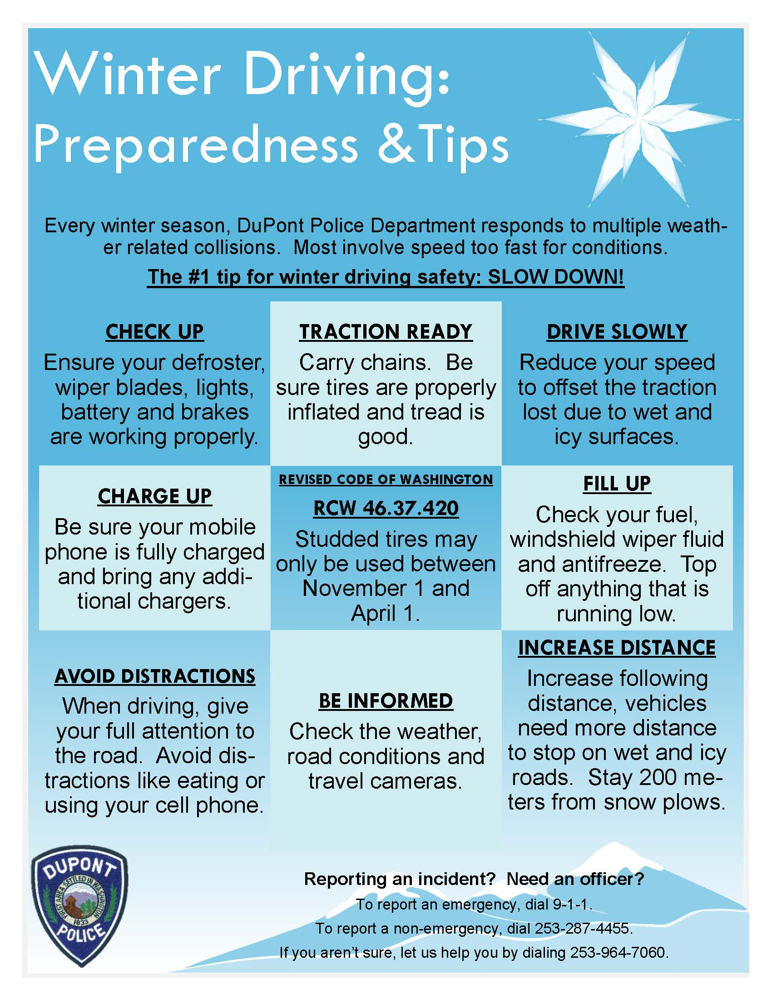 Winter Driving:
Preparedness &Tips
Every winter season, DuPont Police Department responds to multiple weath-
er related collisions.  Most involve speed too fast for conditions.
The #1 tip for winter driving safety: SLOW DOWN!
CHECK UP
Ensure your defroster,
wiper blades, lights,
battery and brakes
are working properly.
TRACTION READY
Carry chains.  Be
sure tires are properly
inflated and tread is
good.
DRIVE SLOWLY
Reduce your speed
to offset the traction
lost due to wet and
icy surfaces.
CHARGE UP
Be sure your mobile
phone is fully charged
and bring any addi-
tional chargers.
REVISED CODE OF WASHINGTON
RCW 46.37.420
Studded tires may
only be used between
November 1 and
April 1.
FILL UP
Check your fuel,
windshield wiper fluid
and antifreeze.  Top
off anything that is
running low.
AVOID DISTRACTIONS
When driving, give
your full attention to
the road.  Avoid dis-
tractions like eating or
using your cell phone.
BE INFORMED
Check the weather,
road conditions and
travel cameras.
INCREASE DISTANCE
Increase following
distance, vehicles
need more distance
to stop on wet and icy
roads.  Stay 200 me-
ters from snow plows.
DUPONT
FIRST AREA SETTLED IN WASHINGTON
1833
POLICE
Reporting an incident?  Need an officer?
To report an emergency, dial 9-1-1.
To report a non-emergency, dial 253-287-4455.
If you aren't sure, let us help you by dialing 253-964-7060.